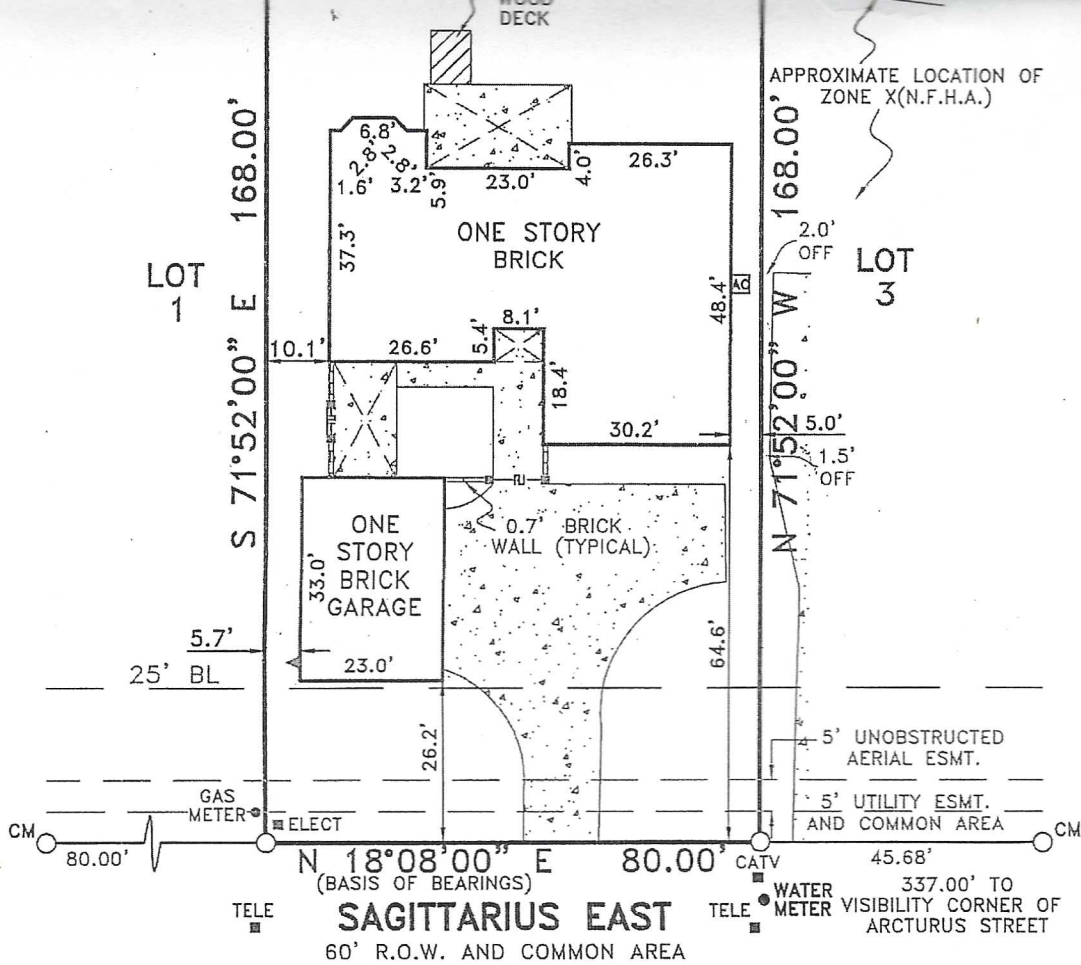 WOOD
DECK
APPROXIMATE LOCATION OF
ZONE X(N.F.H.A.)
168.00'
168.00'
6.8'
2.8'
2.8'
1.6'
3.2'
5.9'
23.0'
4.0'
26.3'
37.3'
ONE STORY
BRICK
2.0'
OFF
LOT
1
LOT
3
AC
48.4'
8.1'
5.4'
10.1'
26.6'
18.4'
30.2'
5.0'
1.5'
OFF
S 71°52'00" E
N 71°52'00" W
0.7' BRICK
WALL (TYPICAL)
ONE
STORY
BRICK
GARAGE
33.0'
5.7'
23.0'
64.6'
25' BL
26.2'
5' UNOBSTRUCTED
AERIAL ESMT.
GAS
METER
5' UTILITY ESMT.
AND COMMON AREA
ELECT
CM
CM
80.00'
N 18°08'00" E 80.00'
CATV
45.68'
(BASIS OF BEARINGS)
WATER
METER
337.00' TO
VISIBILITY CORNER OF
ARCTURUS STREET
TELE
SAGITTARIUS EAST
TELE
60' R.O.W. AND COMMON AREA